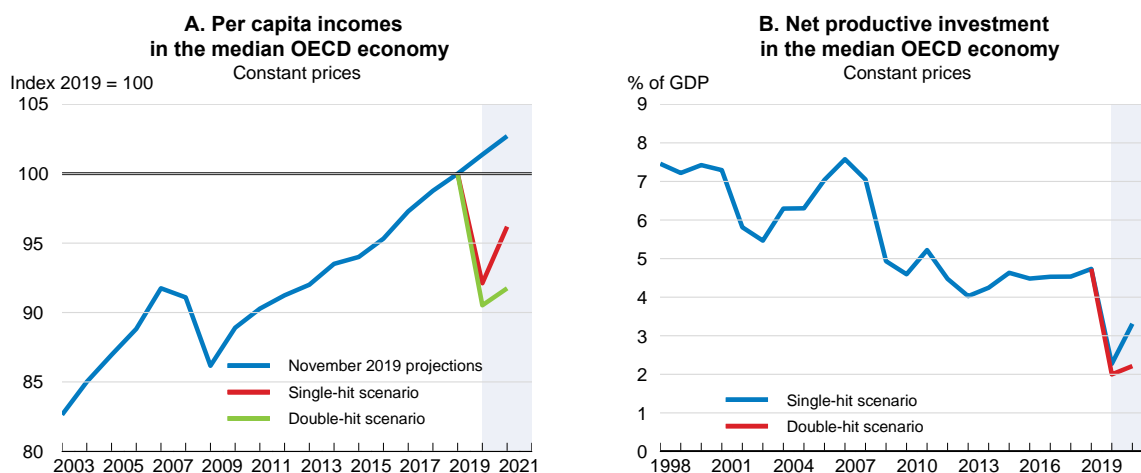 A. Per capita incomes
in the median OECD economy
Constant prices
Index 2019 = 100
105
100
95
90
85
80
November 2019 projections
Single-hit scenario
Double-hit scenario
2003 2005 2007 2009 2011 2013 2015 2017 2019 2021
B. Net productive investment
in the median OECD economy
Constant prices
% of GDP
9
8
7
6
5
4
3
2
1
0
Single-hit scenario
Double-hit scenario
1998 2001 2004 2007 2010 2013 2016 2019